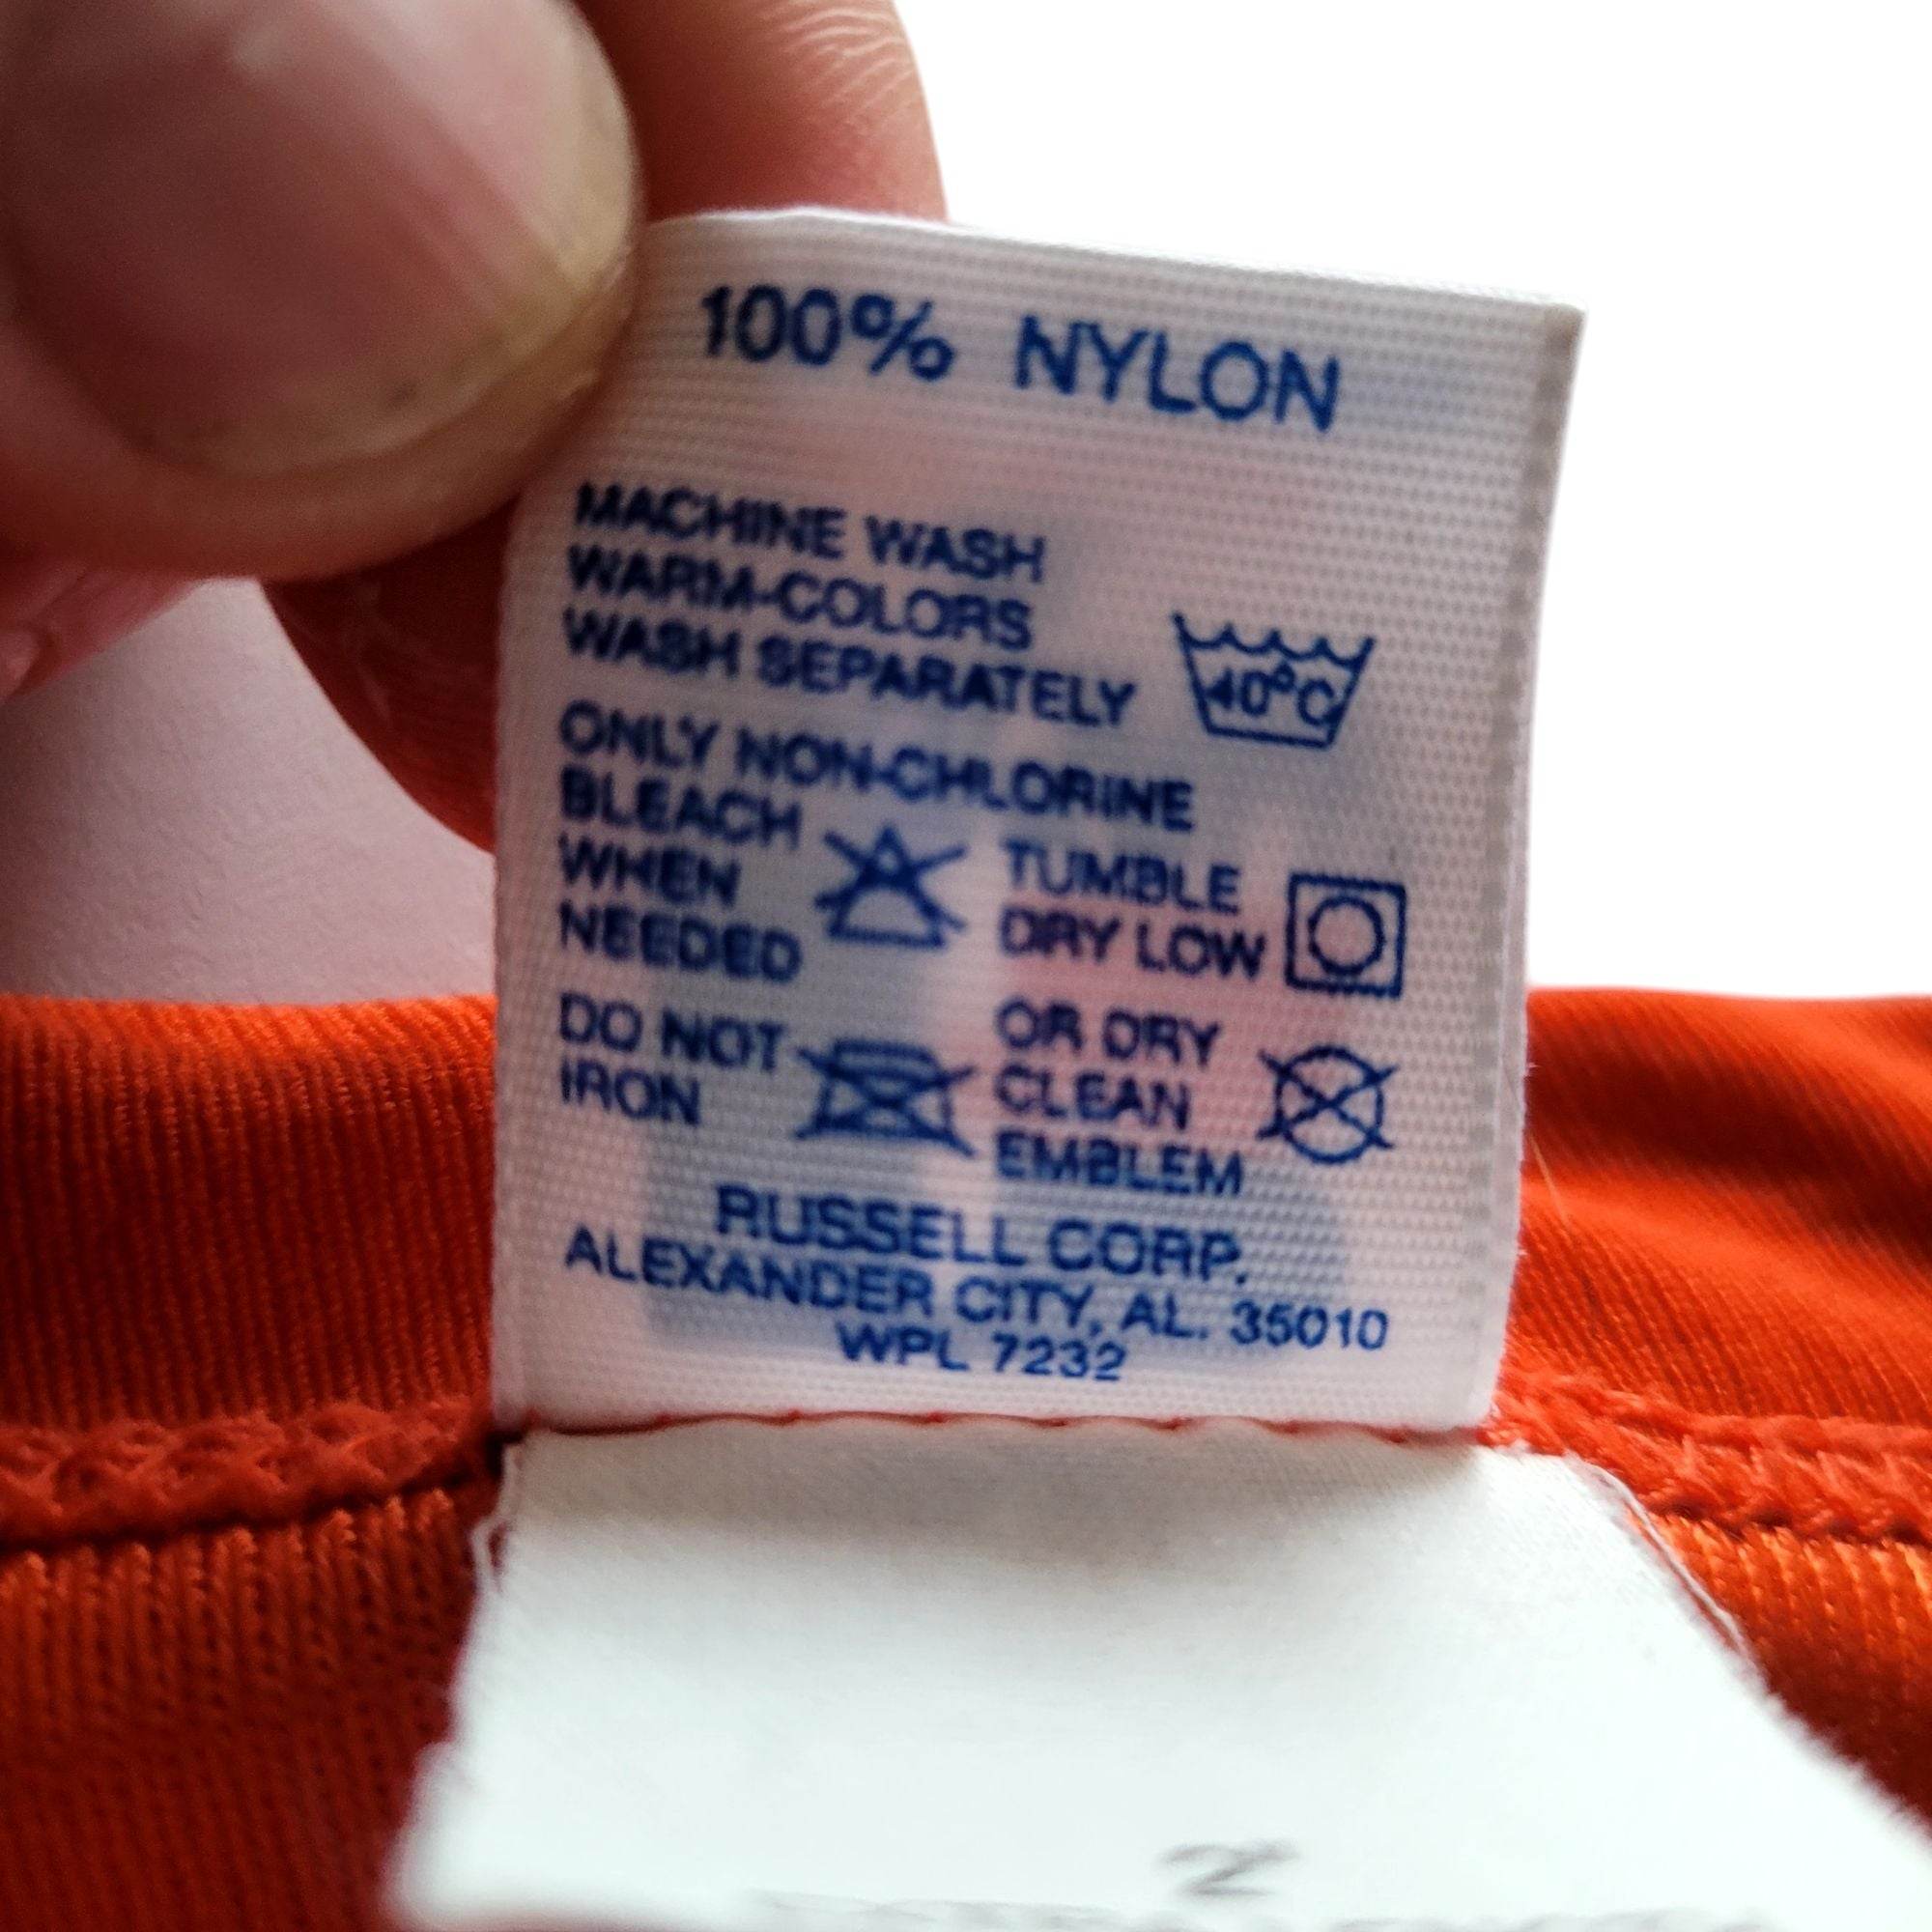 100% NYLON
MACHINE WASH
WARM-COLORS
WASH SEPARATELY
40°C
ONLY NON-CHLORINE
BLEACH
WHEN
NEEDED
TUMBLE
DRY LOW
DO NOT
IRON
OR DRY
CLEAN
EMBLEM
RUSSELL CORP.
ALEXANDER CITY, AL. 35010
WPL 7232